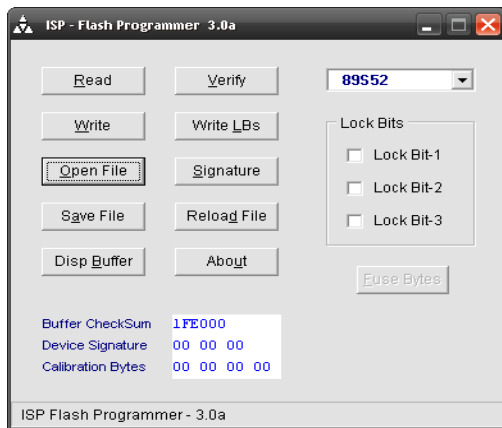 ISP - Flash Programmer 3.0a
Read
Verify
89S52
Write
Write LBs
Lock Bits
Open File
Signature
Lock Bit-1
Lock Bit-2
Save File
Reload File
Lock Bit-3
Disp Buffer
About
Fuse Bytes
Buffer CheckSum 1FE000
Device Signature 00 00 00
Calibration Bytes 00 00 00 00
ISP Flash Programmer - 3.0a